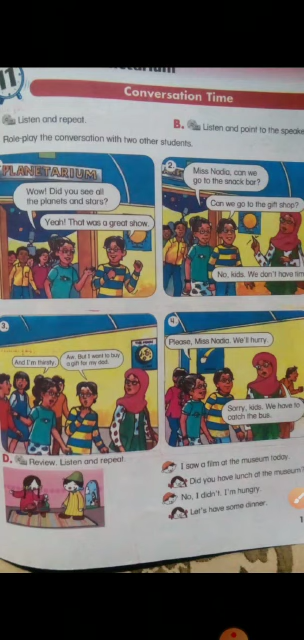 11
Conversation Time
Listen and repeat.
B. Listen and point to the
Role-play the conversation with two other students.
PLANETARIUM
Wow! Did you see all
the planets and stars?
Yeah! That was a great show.
2.
Miss Nadia, can we
go to the snack bar?
Can we go to the gift shop?
No, kids. We don't have
3.
And I'm thirsty.
Aw. But I want to buy
a gift for my dad.
4.
Please, Miss Nadia. We'll hurry.
Sorry, kids. We have to
catch the bus.
D. Review. Listen and repeat.
I saw a film at the museum today.
Did you have lunch at the museum?
No, I didn't. I'm hungry.
Let's have some dinner.